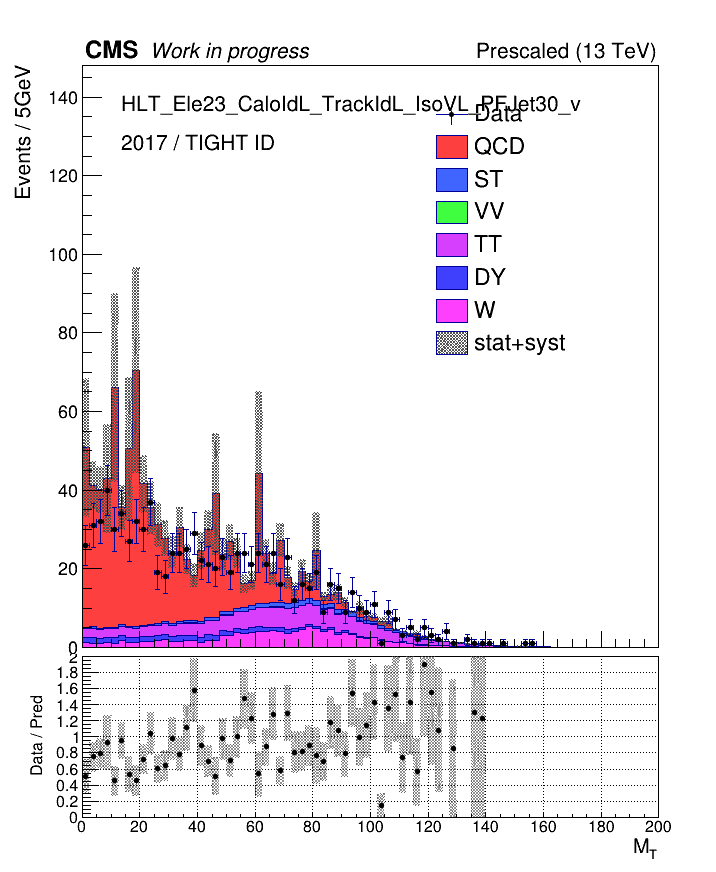 CMS Work in progress Prescaled (13 TeV)
Events / 5GeV
HLT_Ele23_CaloIdL_TrackIdL_IsoVL_PFJet30_v
2017 / TIGHT ID
Data
QCD
ST
VV
TT
DY
W
stat+syst
140
120
100
80
60
40
20
0
Data / Pred
2
1.8
1.6
1.4
1.2
1
0.8
0.6
0.4
0.2
0
0 20 40 60 80 100 120 140 160 180 200
M_T